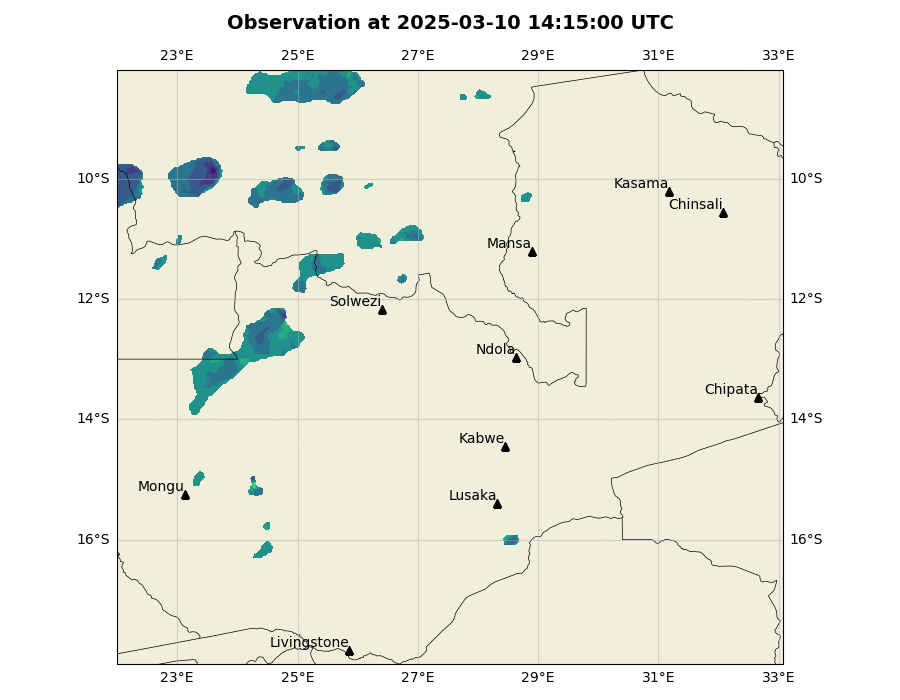 Observation at 2025-03-10 14:15:00 UTC
23°E 25°E 27°E 29°E 31°E 33°E
10°S 10°S
Kasama
Chinsali
Mansa
12°S 12°S
Solwezi
Ndola
Chipata
14°S 14°S
Kabwe
Mongu
Lusaka
16°S 16°S
Livingstone
23°E 25°E 27°E 29°E 31°E 33°E